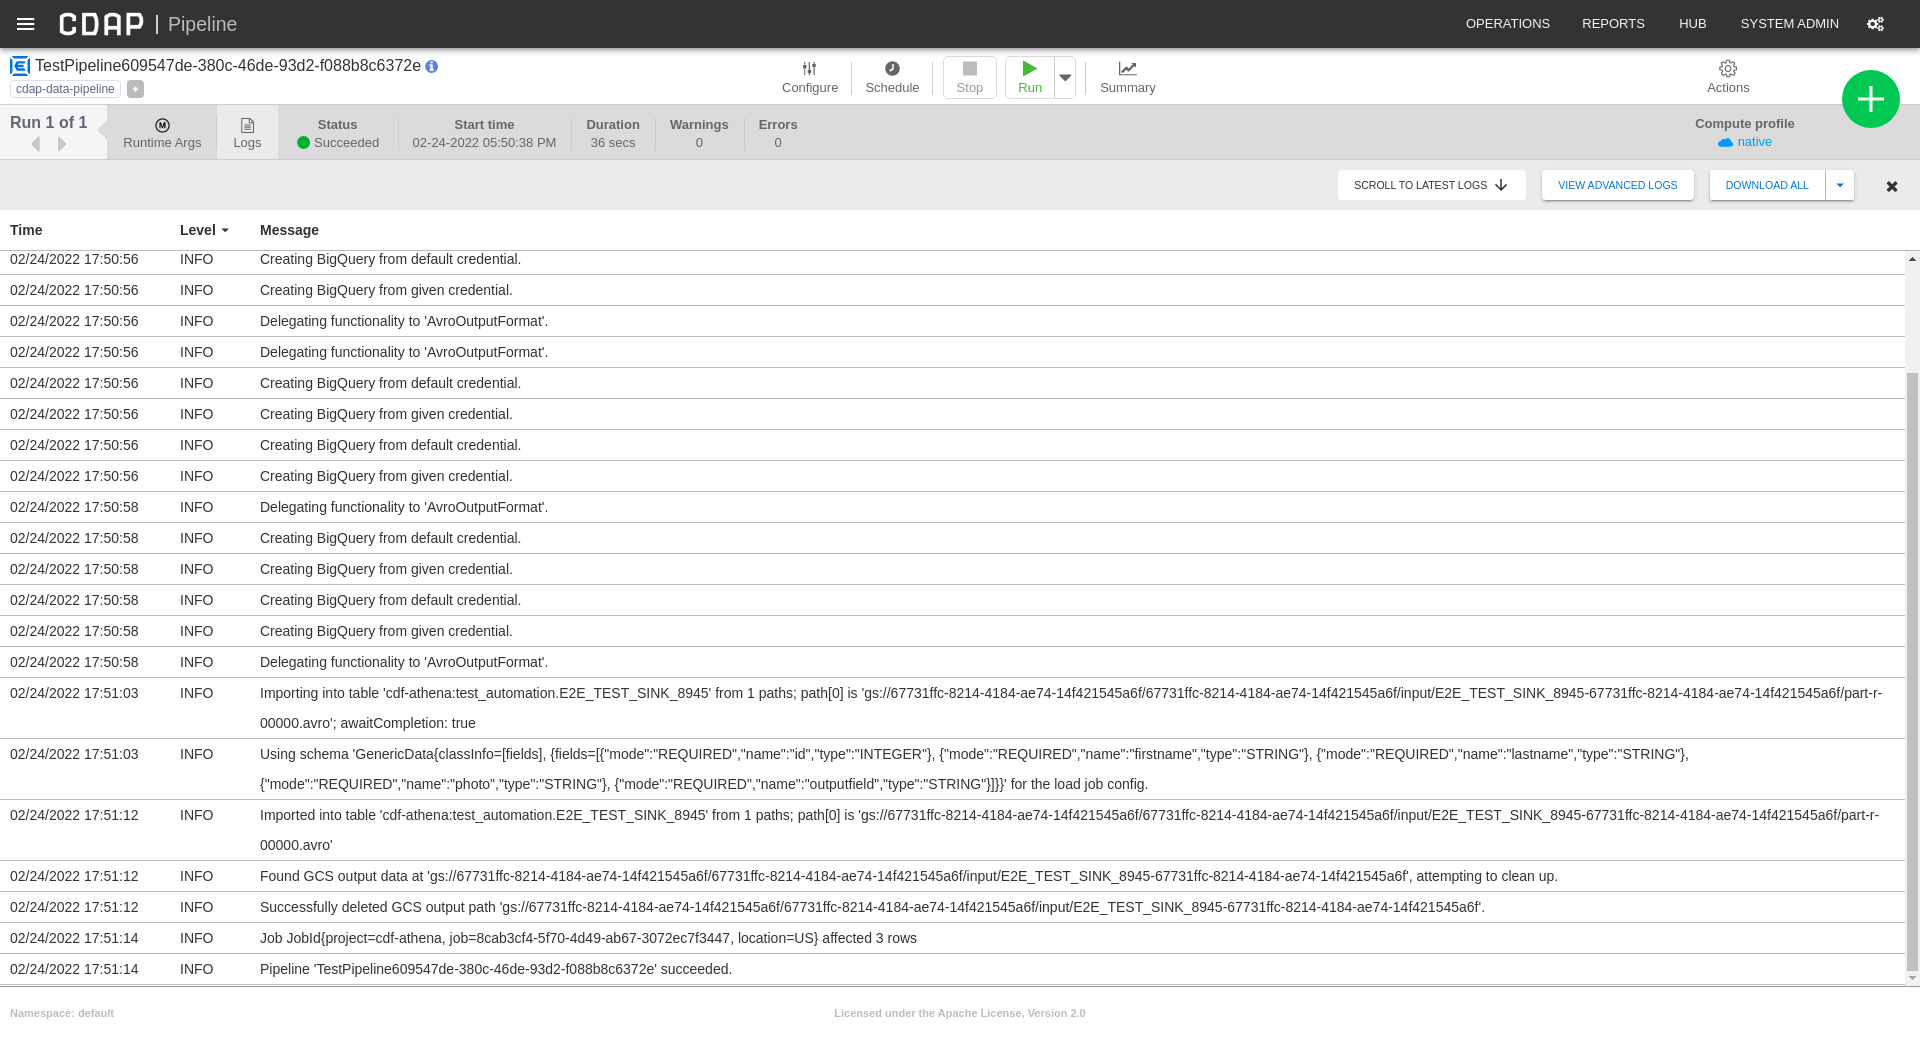 CDAP | Pipeline
OPERATIONS REPORTS HUB SYSTEM ADMIN
TestPipeline609547de-380c-46de-93d2-f088b8c6372e
cdap-data-pipeline +
Configure Schedule Stop Run Summary Actions
Run 1 of 1
Runtime Args
Logs
Status
Succeeded
Start time
02-24-2022 05:50:38 PM
Duration
36 secs
Warnings
0
Errors
0
Compute profile
native
SCROLL TO LATEST LOGS VIEW ADVANCED LOGS DOWNLOAD ALL
Time Level Message
02/24/2022 17:50:56 INFO Creating BigQuery from default credential.
02/24/2022 17:50:56 INFO Creating BigQuery from given credential.
02/24/2022 17:50:56 INFO Delegating functionality to 'AvroOutputFormat'.
02/24/2022 17:50:56 INFO Delegating functionality to 'AvroOutputFormat'.
02/24/2022 17:50:56 INFO Creating BigQuery from default credential.
02/24/2022 17:50:56 INFO Creating BigQuery from given credential.
02/24/2022 17:50:56 INFO Creating BigQuery from default credential.
02/24/2022 17:50:56 INFO Creating BigQuery from given credential.
02/24/2022 17:50:58 INFO Delegating functionality to 'AvroOutputFormat'.
02/24/2022 17:50:58 INFO Creating BigQuery from default credential.
02/24/2022 17:50:58 INFO Creating BigQuery from given credential.
02/24/2022 17:50:58 INFO Creating BigQuery from default credential.
02/24/2022 17:50:58 INFO Creating BigQuery from given credential.
02/24/2022 17:50:58 INFO Delegating functionality to 'AvroOutputFormat'.
02/24/2022 17:51:03 INFO Importing into table 'cdf-athena:test_automation.E2E_TEST_SINK_8945' from 1 paths; path[0] is 'gs://67731ffc-8214-4184-ae74-14f421545a6f/67731ffc-8214-4184-ae74-14f421545a6f/input/E2E_TEST_SINK_8945-67731ffc-8214-4184-ae74-14f421545a6f/part-r-
00000.avro'; awaitCompletion: true
02/24/2022 17:51:03 INFO Using schema 'GenericData{classInfo=[fields], {fields=[{"mode":"REQUIRED","name":"id","type":"INTEGER"}, {"mode":"REQUIRED","name":"firstname","type":"STRING"}, {"mode":"REQUIRED","name":"lastname","type":"STRING"},
{"mode":"REQUIRED","name":"photo","type":"STRING"}, {"mode":"REQUIRED","name":"outputfield","type":"STRING"}]}}' for the load job config.
02/24/2022 17:51:12 INFO Imported into table 'cdf-athena:test_automation.E2E_TEST_SINK_8945' from 1 paths; path[0] is 'gs://67731ffc-8214-4184-ae74-14f421545a6f/67731ffc-8214-4184-ae74-14f421545a6f/input/E2E_TEST_SINK_8945-67731ffc-8214-4184-ae74-14f421545a6f/part-r-
00000.avro'
02/24/2022 17:51:12 INFO Found GCS output data at 'gs://67731ffc-8214-4184-ae74-14f421545a6f/67731ffc-8214-4184-ae74-14f421545a6f/input/E2E_TEST_SINK_8945-67731ffc-8214-4184-ae74-14f421545a6f', attempting to clean up.
02/24/2022 17:51:12 INFO Successfully deleted GCS output path 'gs://67731ffc-8214-4184-ae74-14f421545a6f/67731ffc-8214-4184-ae74-14f421545a6f/input/E2E_TEST_SINK_8945-67731ffc-8214-4184-ae74-14f421545a6f'.
02/24/2022 17:51:14 INFO Job JobId{project=cdf-athena, job=8cab3cf4-5f70-4d49-ab67-3072ec7f3447, location=US} affected 3 rows
02/24/2022 17:51:14 INFO Pipeline 'TestPipeline609547de-380c-46de-93d2-f088b8c6372e' succeeded.
Namespace: default Licensed under the Apache License, Version 2.0